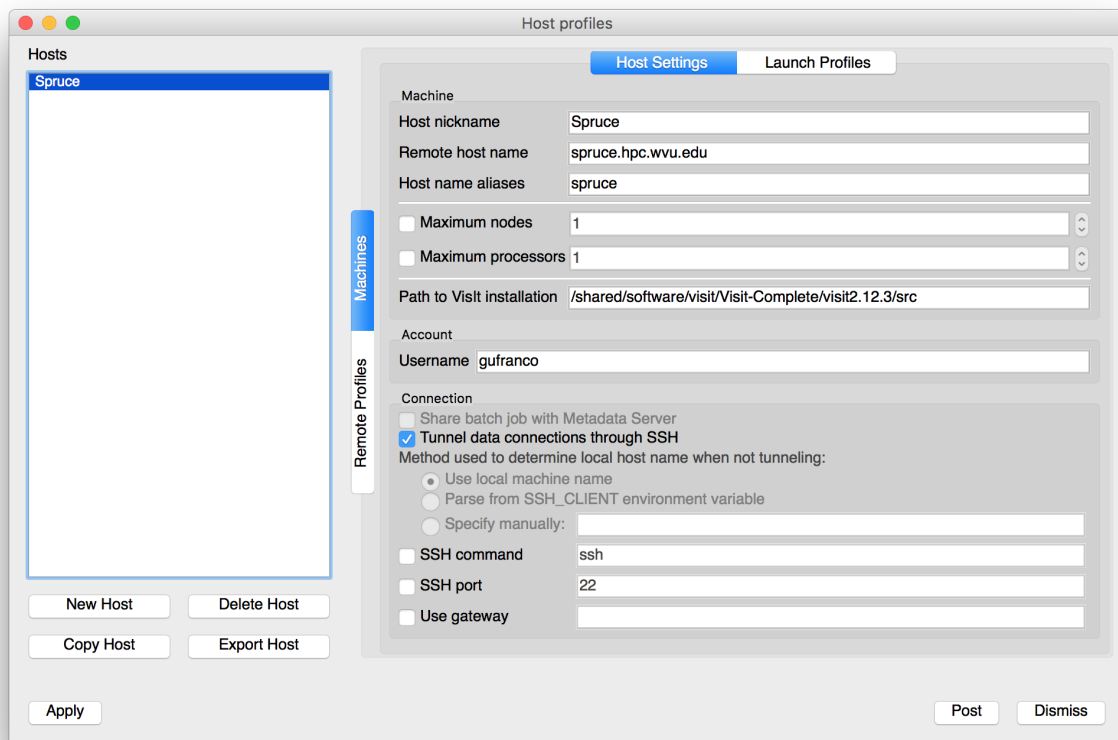 Host profiles
Hosts
Spruce
New Host
Delete Host
Copy Host
Export Host
Machines
Remote Profiles
Host Settings
Launch Profiles
Machine
Host nickname
Spruce
Remote host name
spruce.hpc.wvu.edu
Host name aliases
spruce
Maximum nodes
1
Maximum processors
1
Path to VisIt installation
/shared/software/visit/Visit-Complete/visit2.12.3/src
Account
Username
gufranco
Connection
Share batch job with Metadata Server
Tunnel data connections through SSH
Method used to determine local host name when not tunneling:
Use local machine name
Parse from SSH_CLIENT environment variable
Specify manually:
SSH command
ssh
SSH port
22
Use gateway
Apply
Post
Dismiss